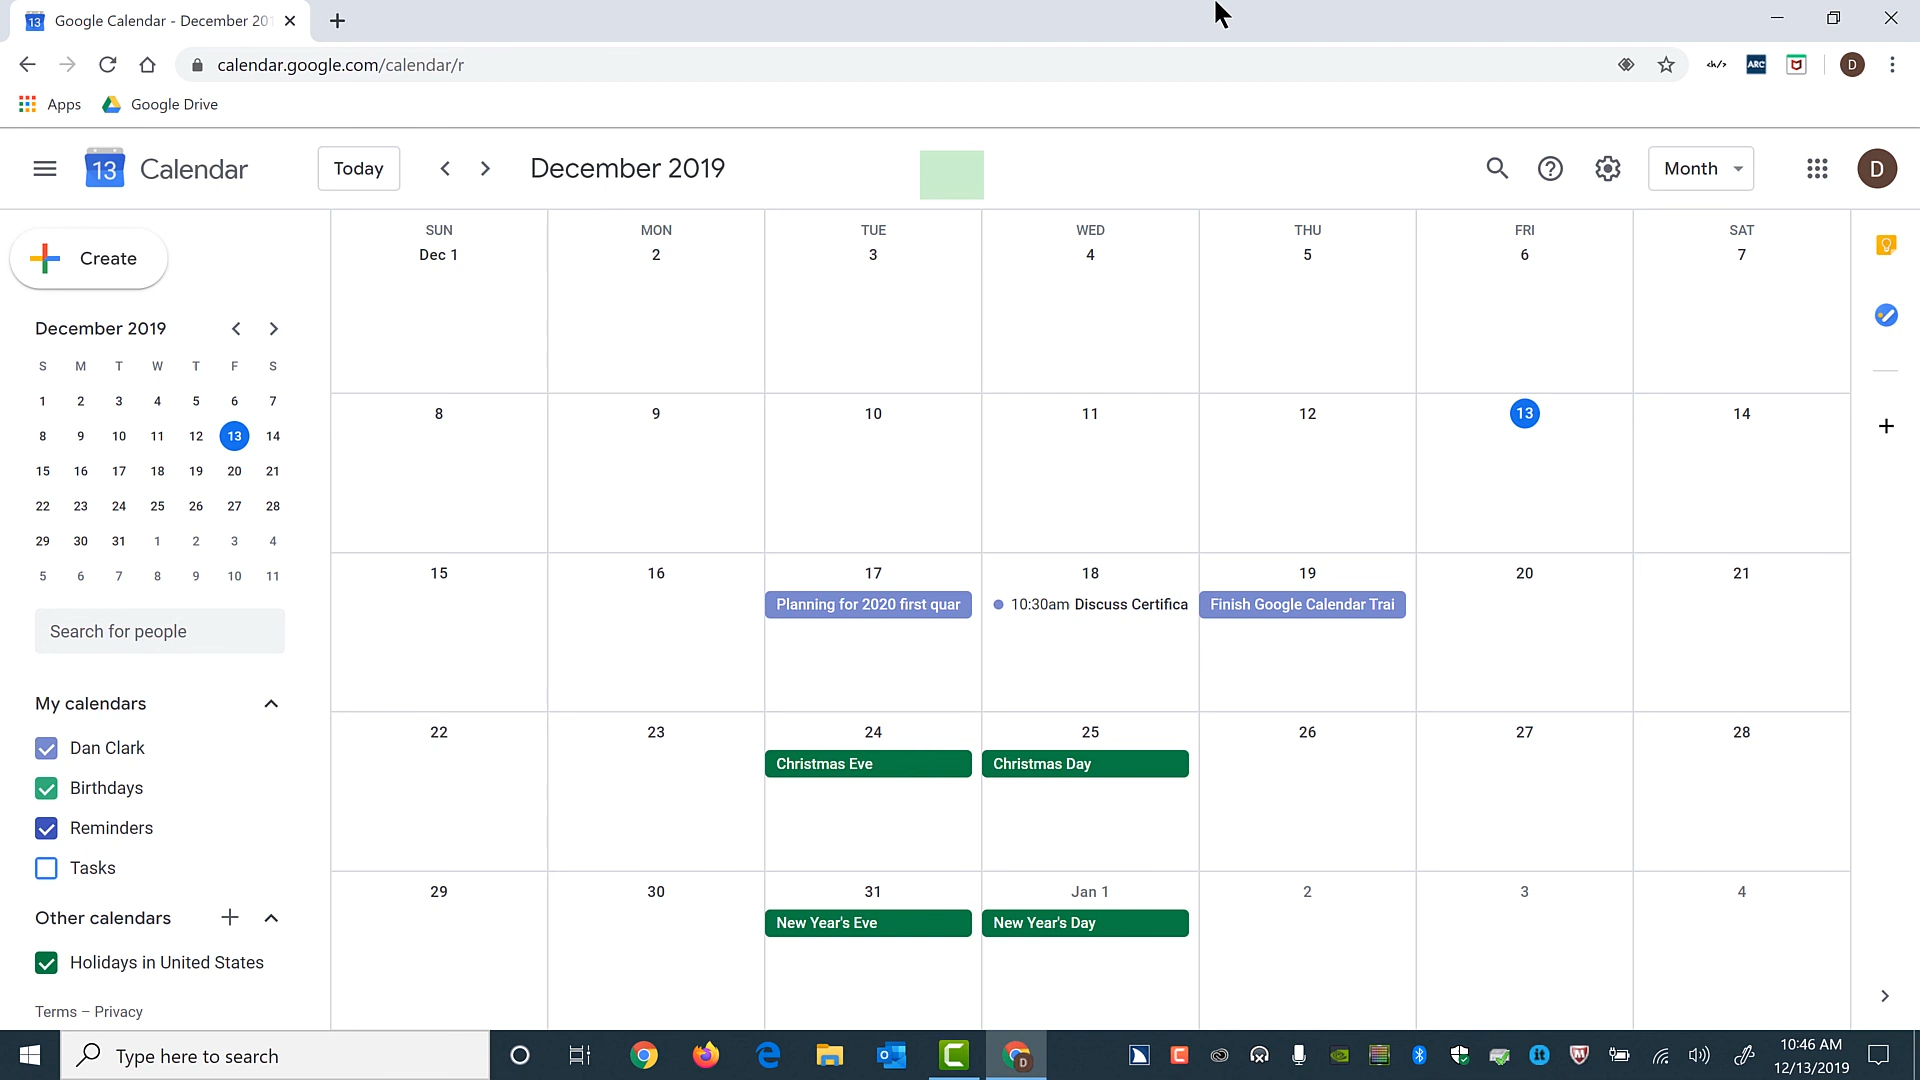 13 Google Calendar - December 20
calendar.google.com/calendar/r
ARC
D
Apps
Google Drive
13 Calendar
Today
December 2019
Month
D
Create
December 2019
S M T W T F S
1 2 3 4 5 6 7
8 9 10 11 12 13 14
15 16 17 18 19 20 21
22 23 24 25 26 27 28
29 30 31 1 2 3 4
5 6 7 8 9 10 11
Search for people
My calendars
Dan Clark
Birthdays
Reminders
Tasks
Other calendars
Holidays in United States
Terms – Privacy
SUN MON TUE WED THU FRI SAT
Dec 1 2 3 4 5 6 7
8 9 10 11 12 13 14
15 16 17 18 19 20 21
Planning for 2020 first quar
10:30am Discuss Certifica
Finish Google Calendar Trai
22 23 24 25 26 27 28
Christmas Eve
Christmas Day
29 30 31 Jan 1 2 3 4
New Year's Eve
New Year's Day
Type here to search
D
10:46 AM
12/13/2019